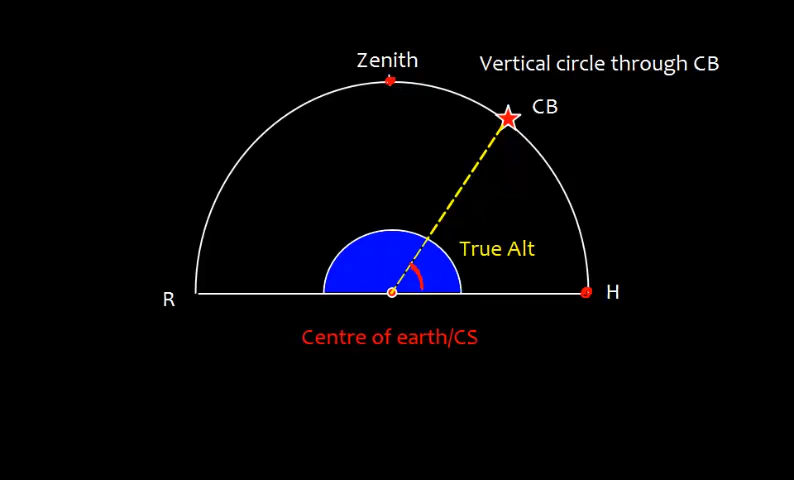 Zenith
Vertical circle through CB
CB
True Alt
R
H
Centre of earth/CS